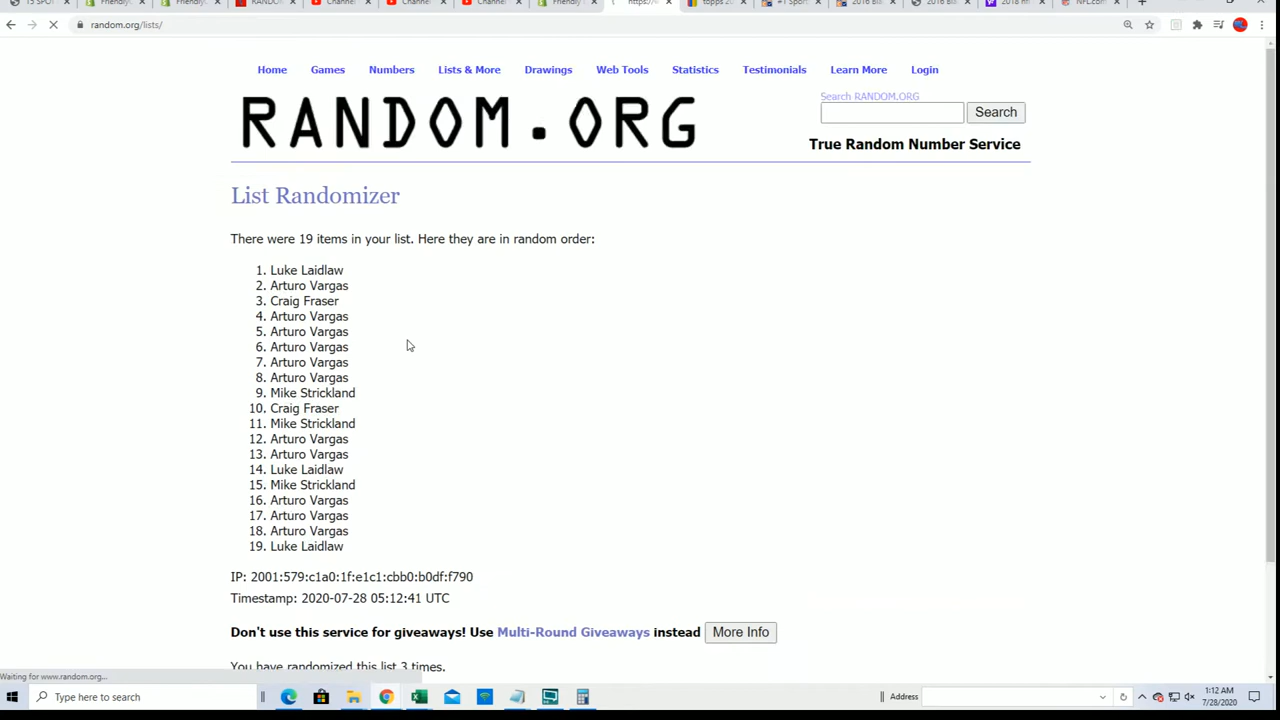 random.org/lists/
Home Games Numbers Lists & More Drawings Web Tools Statistics Testimonials Learn More Login
Search RANDOM.ORG
RANDOM.ORG
Search
True Random Number Service
List Randomizer
There were 19 items in your list. Here they are in random order:
1. Luke Laidlaw
2. Arturo Vargas
3. Craig Fraser
4. Arturo Vargas
5. Arturo Vargas
6. Arturo Vargas
7. Arturo Vargas
8. Arturo Vargas
9. Mike Strickland
10. Craig Fraser
11. Mike Strickland
12. Arturo Vargas
13. Arturo Vargas
14. Luke Laidlaw
15. Mike Strickland
16. Arturo Vargas
17. Arturo Vargas
18. Arturo Vargas
19. Luke Laidlaw
IP: 2001:579:c1a0:1f:e1c1:cbb0:b0df:f790
Timestamp: 2020-07-28 05:12:41 UTC
Don't use this service for giveaways! Use Multi-Round Giveaways instead More Info
You have randomized this list 3 times.
Waiting for www.random.org...
Type here to search
Address
1:12 AM
7/28/2020